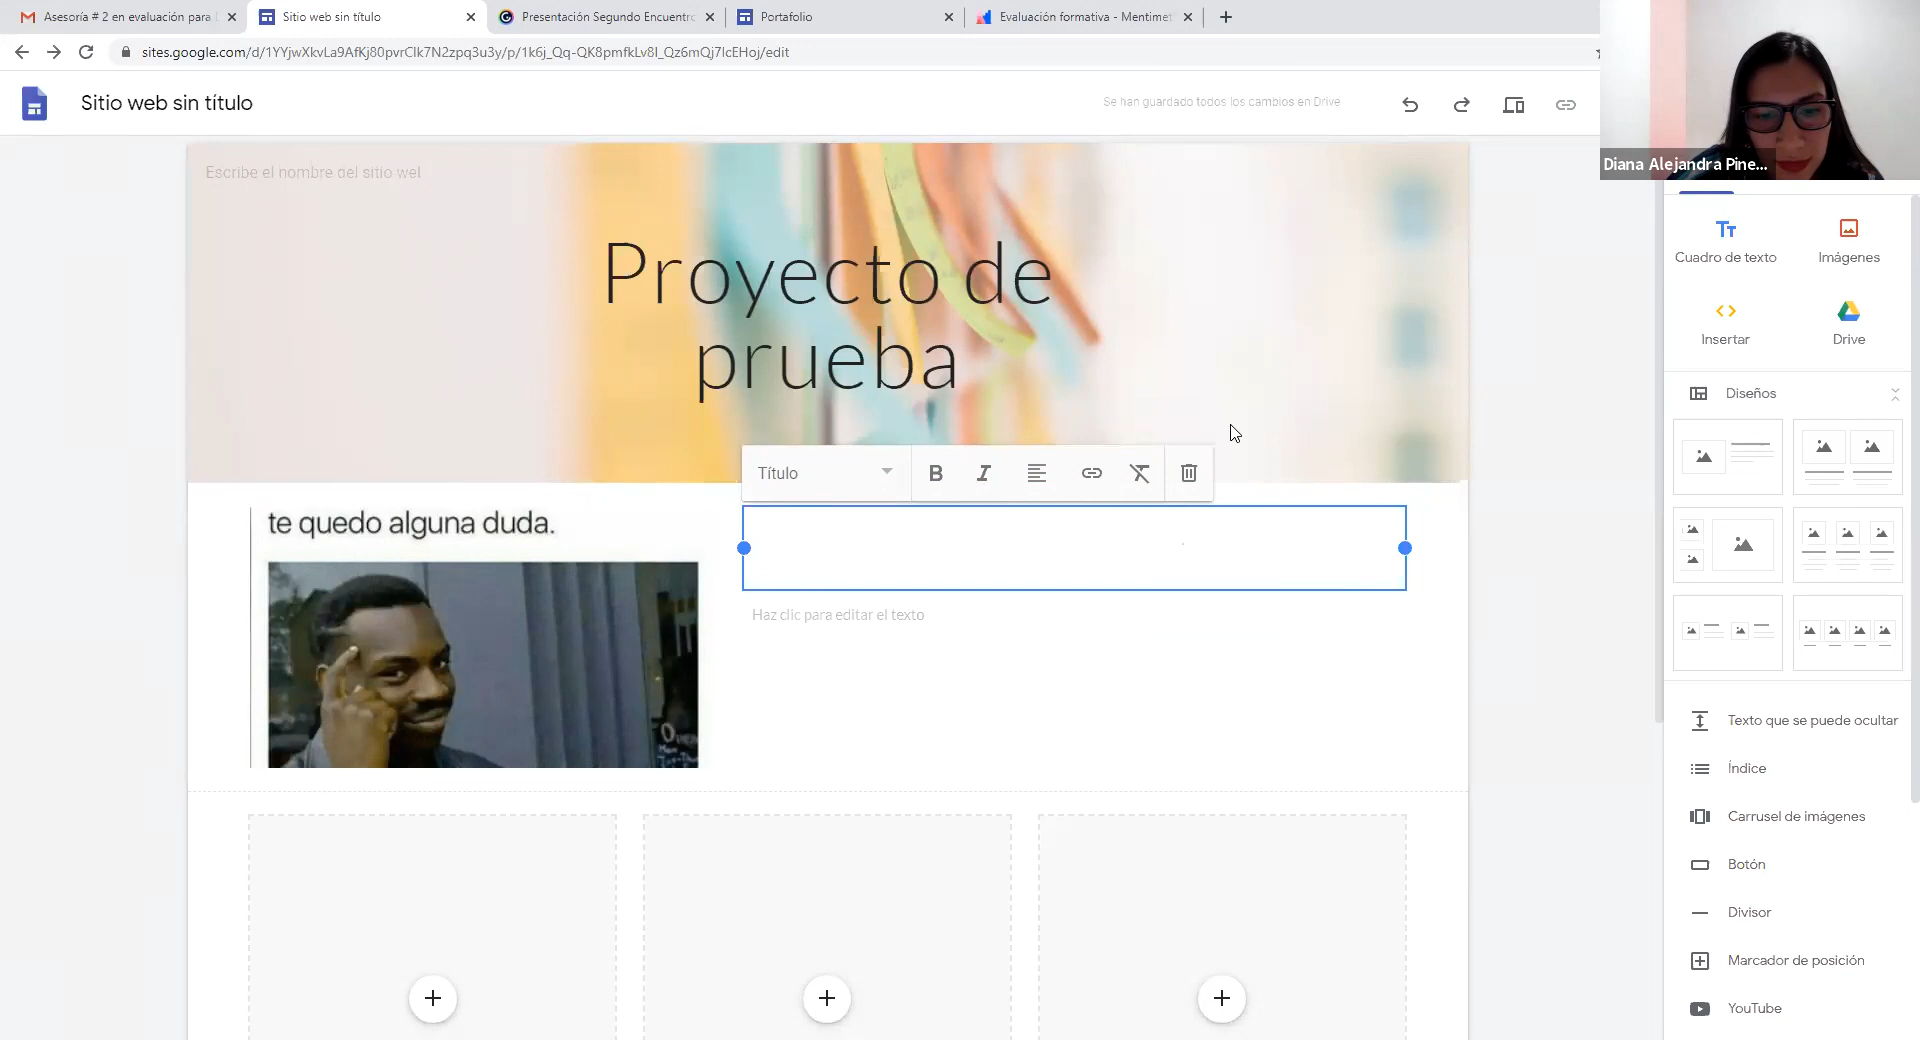 Asesoría # 2 en evaluación para
Sitio web sin título
Presentación Segundo Encuentro
Portafolio
Evaluación formativa - Mentimet
sites.google.com/d/1YYjwXkvLa9AfKj80pvrClk7N2zpq3u3y/p/1k6j_Qq-QK8pmfkLv8l_Qz6mQj7lcEHoj/edit
Sitio web sin título
Se han guardado todos los cambios en Drive
Diana Alejandra Pine...
Escribe el nombre del sitio wel
Proyecto de
prueba
Título
te quedo alguna duda.
Haz clic para editar el texto
Cuadro de texto
Imágenes
Insertar
Drive
Diseños
Texto que se puede ocultar
Índice
Carrusel de imágenes
Botón
Divisor
Marcador de posición
YouTube